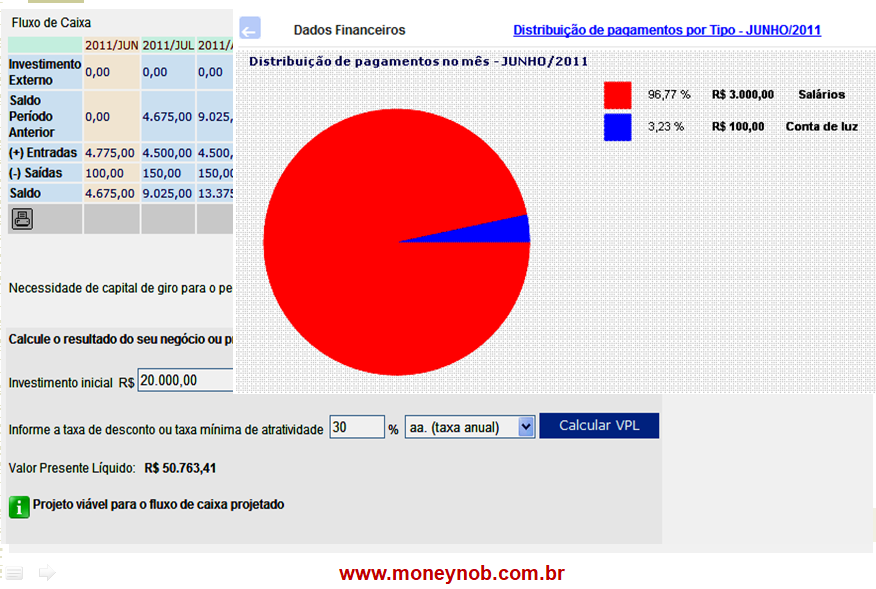 Fluxo de Caixa
2011/JUN 2011/JUL 2011/
Investimento Externo 0,00 0,00 0,00
Saldo Período Anterior 0,00 4.675,00 9.025,
(+) Entradas 4.775,00 4.500,00 4.500,
(-) Saídas 100,00 150,00 150,00
Saldo 4.675,00 9.025,00 13.375
Dados Financeiros
Distribuição de pagamentos por Tipo - JUNHO/2011
Distribuição de pagamentos no mês - JUNHO/2011
96,77 % R$ 3.000,00 Salários
3,23 % R$ 100,00 Conta de luz
Necessidade de capital de giro para o pe
Calcule o resultado do seu negócio ou p
Investimento inicial R$ 20.000,00
Informe a taxa de desconto ou taxa mínima de atratividade 30 % aa. (taxa anual) Calcular VPL
Valor Presente Líquido: R$ 50.763,41
Projeto viável para o fluxo de caixa projetado
www.moneynob.com.br